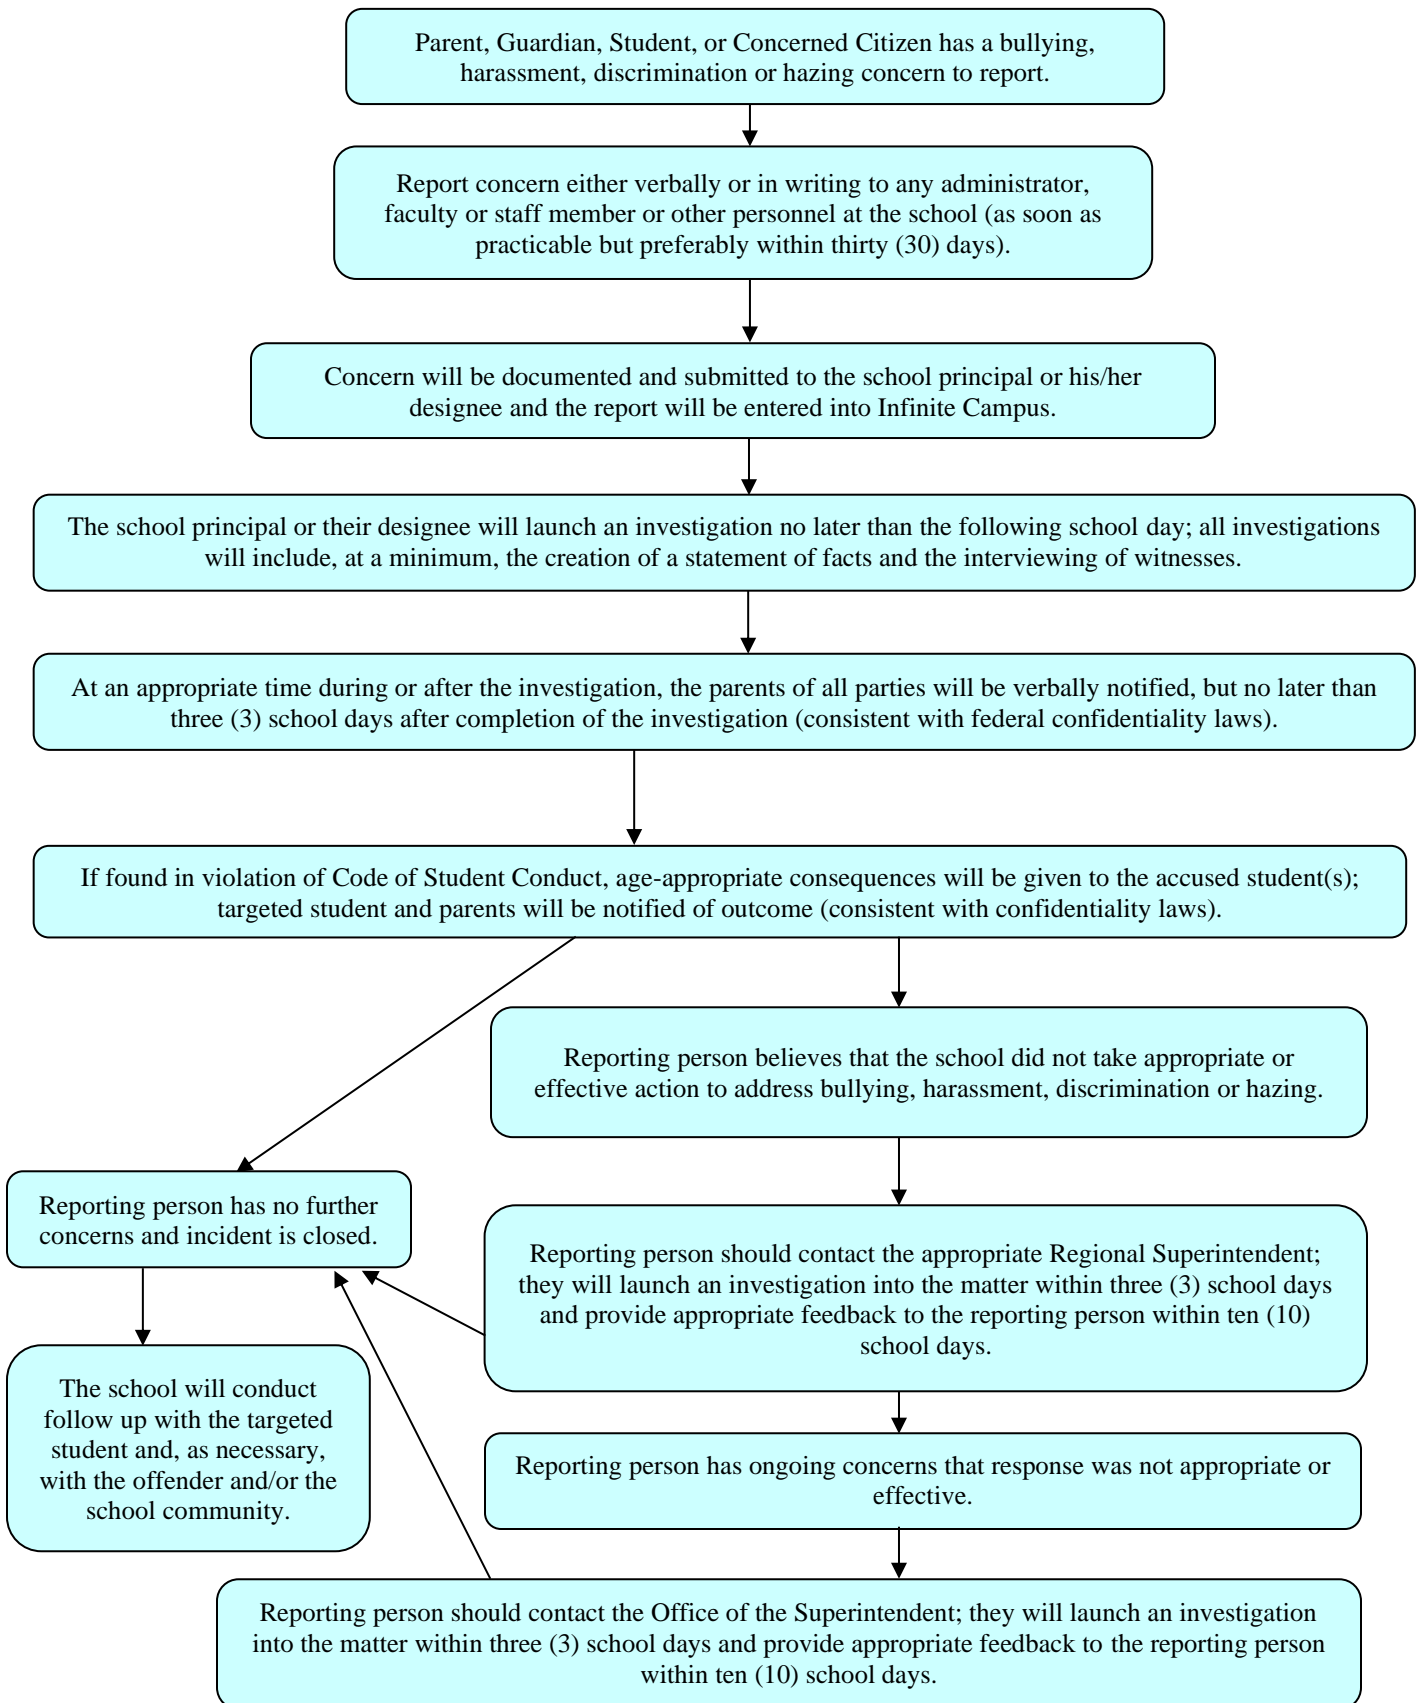 Parent, Guardian, Student, or Concerned Citizen has a bullying,
harassment, discrimination or hazing concern to report.
Report concern either verbally or in writing to any administrator,
faculty or staff member or other personnel at the school (as soon as
practicable but preferably within thirty (30) days).
Concern will be documented and submitted to the school principal or his/her
designee and the report will be entered into Infinite Campus.
The school principal or their designee will launch an investigation no later than the following school day; all investigations
will include, at a minimum, the creation of a statement of facts and the interviewing of witnesses.
At an appropriate time during or after the investigation, the parents of all parties will be verbally notified, but no later than
three (3) school days after completion of the investigation (consistent with federal confidentiality laws).
If found in violation of Code of Student Conduct, age-appropriate consequences will be given to the accused student(s);
targeted student and parents will be notified of outcome (consistent with confidentiality laws).
Reporting person believes that the school did not take appropriate or
effective action to address bullying, harassment, discrimination or hazing.
Reporting person has no further
concerns and incident is closed.
Reporting person should contact the appropriate Regional Superintendent;
they will launch an investigation into the matter within three (3) school days
and provide appropriate feedback to the reporting person within ten (10)
school days.
The school will conduct
follow up with the targeted
student and, as necessary,
with the offender and/or the
school community.
Reporting person has ongoing concerns that response was not appropriate or
effective.
Reporting person should contact the Office of the Superintendent; they will launch an investigation
into the matter within three (3) school days and provide appropriate feedback to the reporting person
within ten (10) school days.